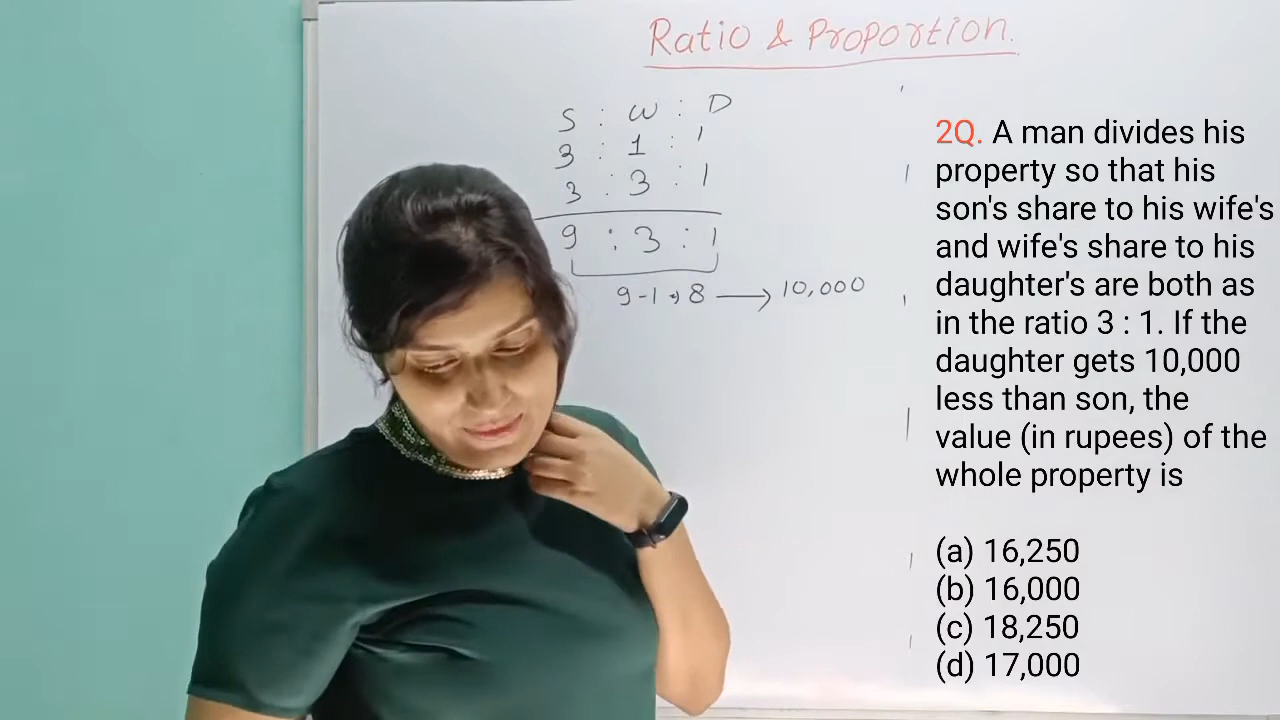 Ratio & Proportion.
S : W : D
3 : 1 : 1
3 : 3 : 1
9 : 3 : 1
9-1 → 8 → 10,000
2Q. A man divides his
property so that his
son's share to his wife's
and wife's share to his
daughter's are both as
in the ratio 3 : 1. If the
daughter gets 10,000
less than son, the
value (in rupees) of the
whole property is
(a) 16,250
(b) 16,000
(c) 18,250
(d) 17,000